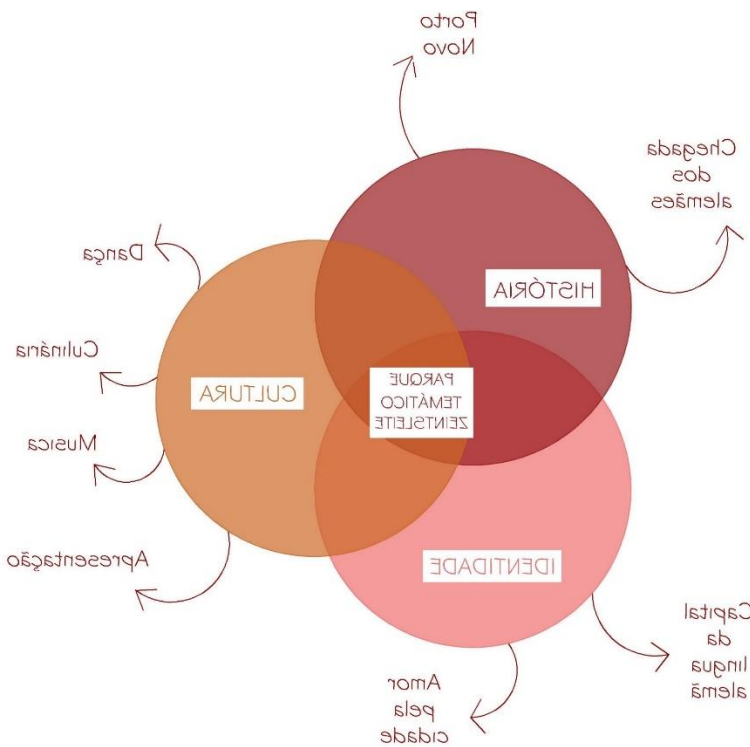 Porto
Novo
Chegada
dos
alemães
HISTÓRIA
Dança
Culinária
Musica
Apresentação
CULTURA
PARQUE
TEMÁTICO
ZEINTSLEITE
IDENTIDADE
Capital
da
lingua
alemã
Amor
pela
cidade